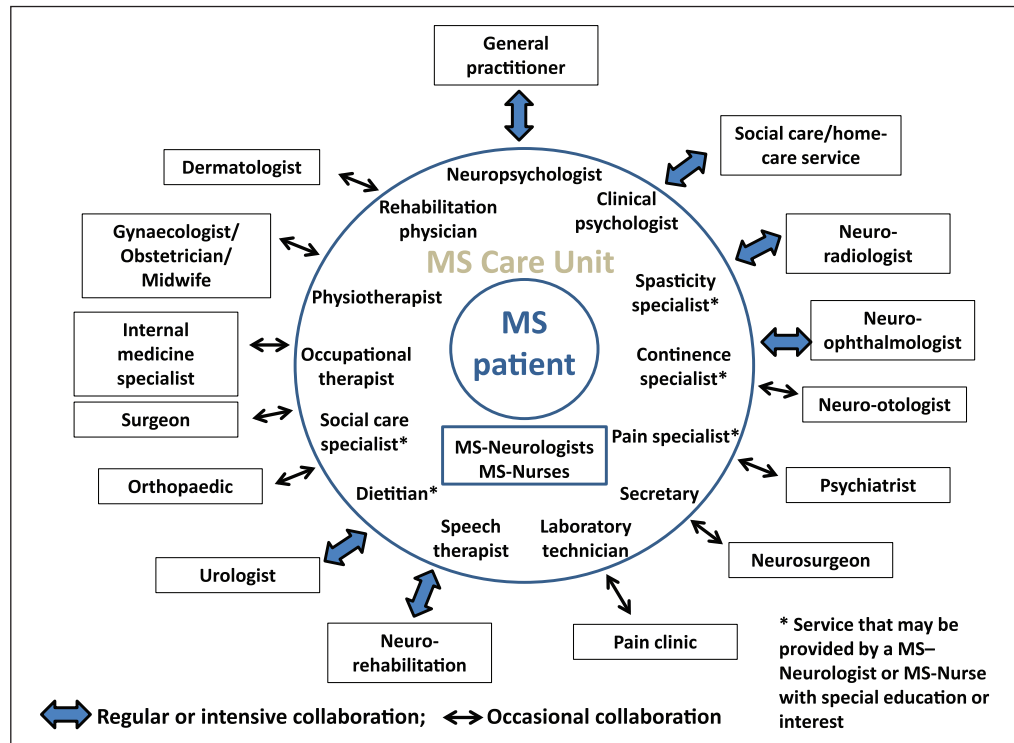 General
practitioner
Social care/home-
care service
Dermatologist
Neuropsychologist
Clinical
psychologist
Rehabilitation
physician
Gynaecologist/
Obstetrician/
Midwife
Neuro-
radiologist
MS Care Unit
Spasticity
specialist*
Physiotherapist
MS
patient
Internal
medicine
specialist
Occupational
therapist
Continence
specialist*
Neuro-
ophthalmologist
Surgeon
Social care
specialist*
Neuro-otologist
MS-Neurologists
MS-Nurses
Pain specialist*
Orthopaedic
Dietitian*
Secretary
Psychiatrist
Speech
therapist
Laboratory
technician
Urologist
Neurosurgeon
Neuro-
rehabilitation
Pain clinic
* Service that may be
provided by a MS–
Neurologist or MS-Nurse
with special education or
interest
Regular or intensive collaboration;
Occasional collaboration